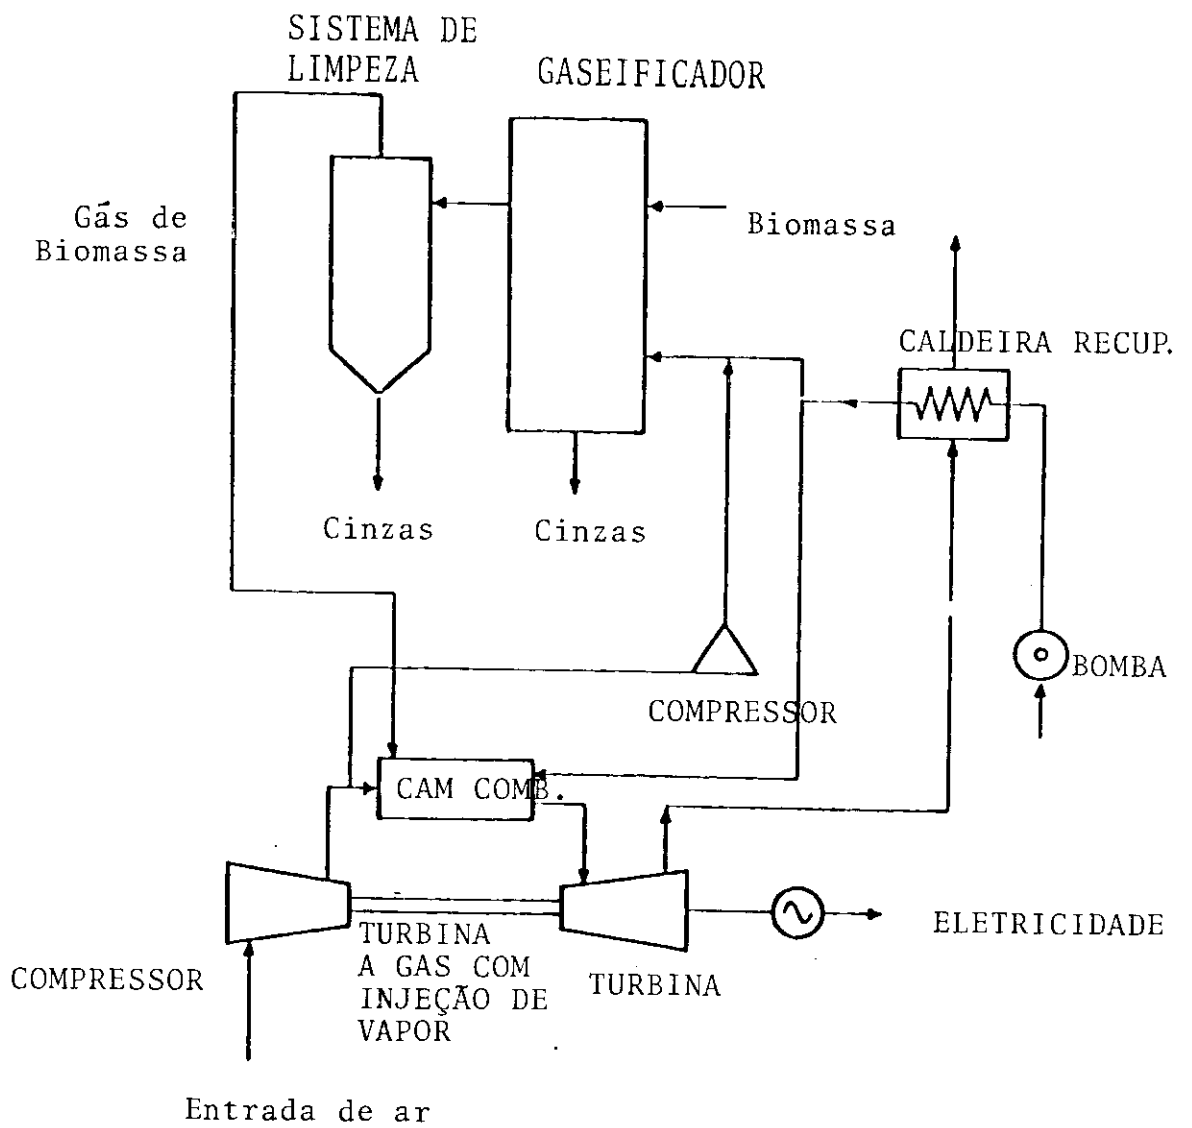 SISTEMA DE
LIMPEZA
GASEIFICADOR
Gás de
Biomassa
Biomassa
CALDEIRA RECUP.
Cinzas
Cinzas
BOMBA
COMPRESSOR
CAM COMB.
ELETRICIDADE
TURBINA
A GAS COM
INJEÇÃO DE
VAPOR
COMPRESSOR
TURBINA
Entrada de ar